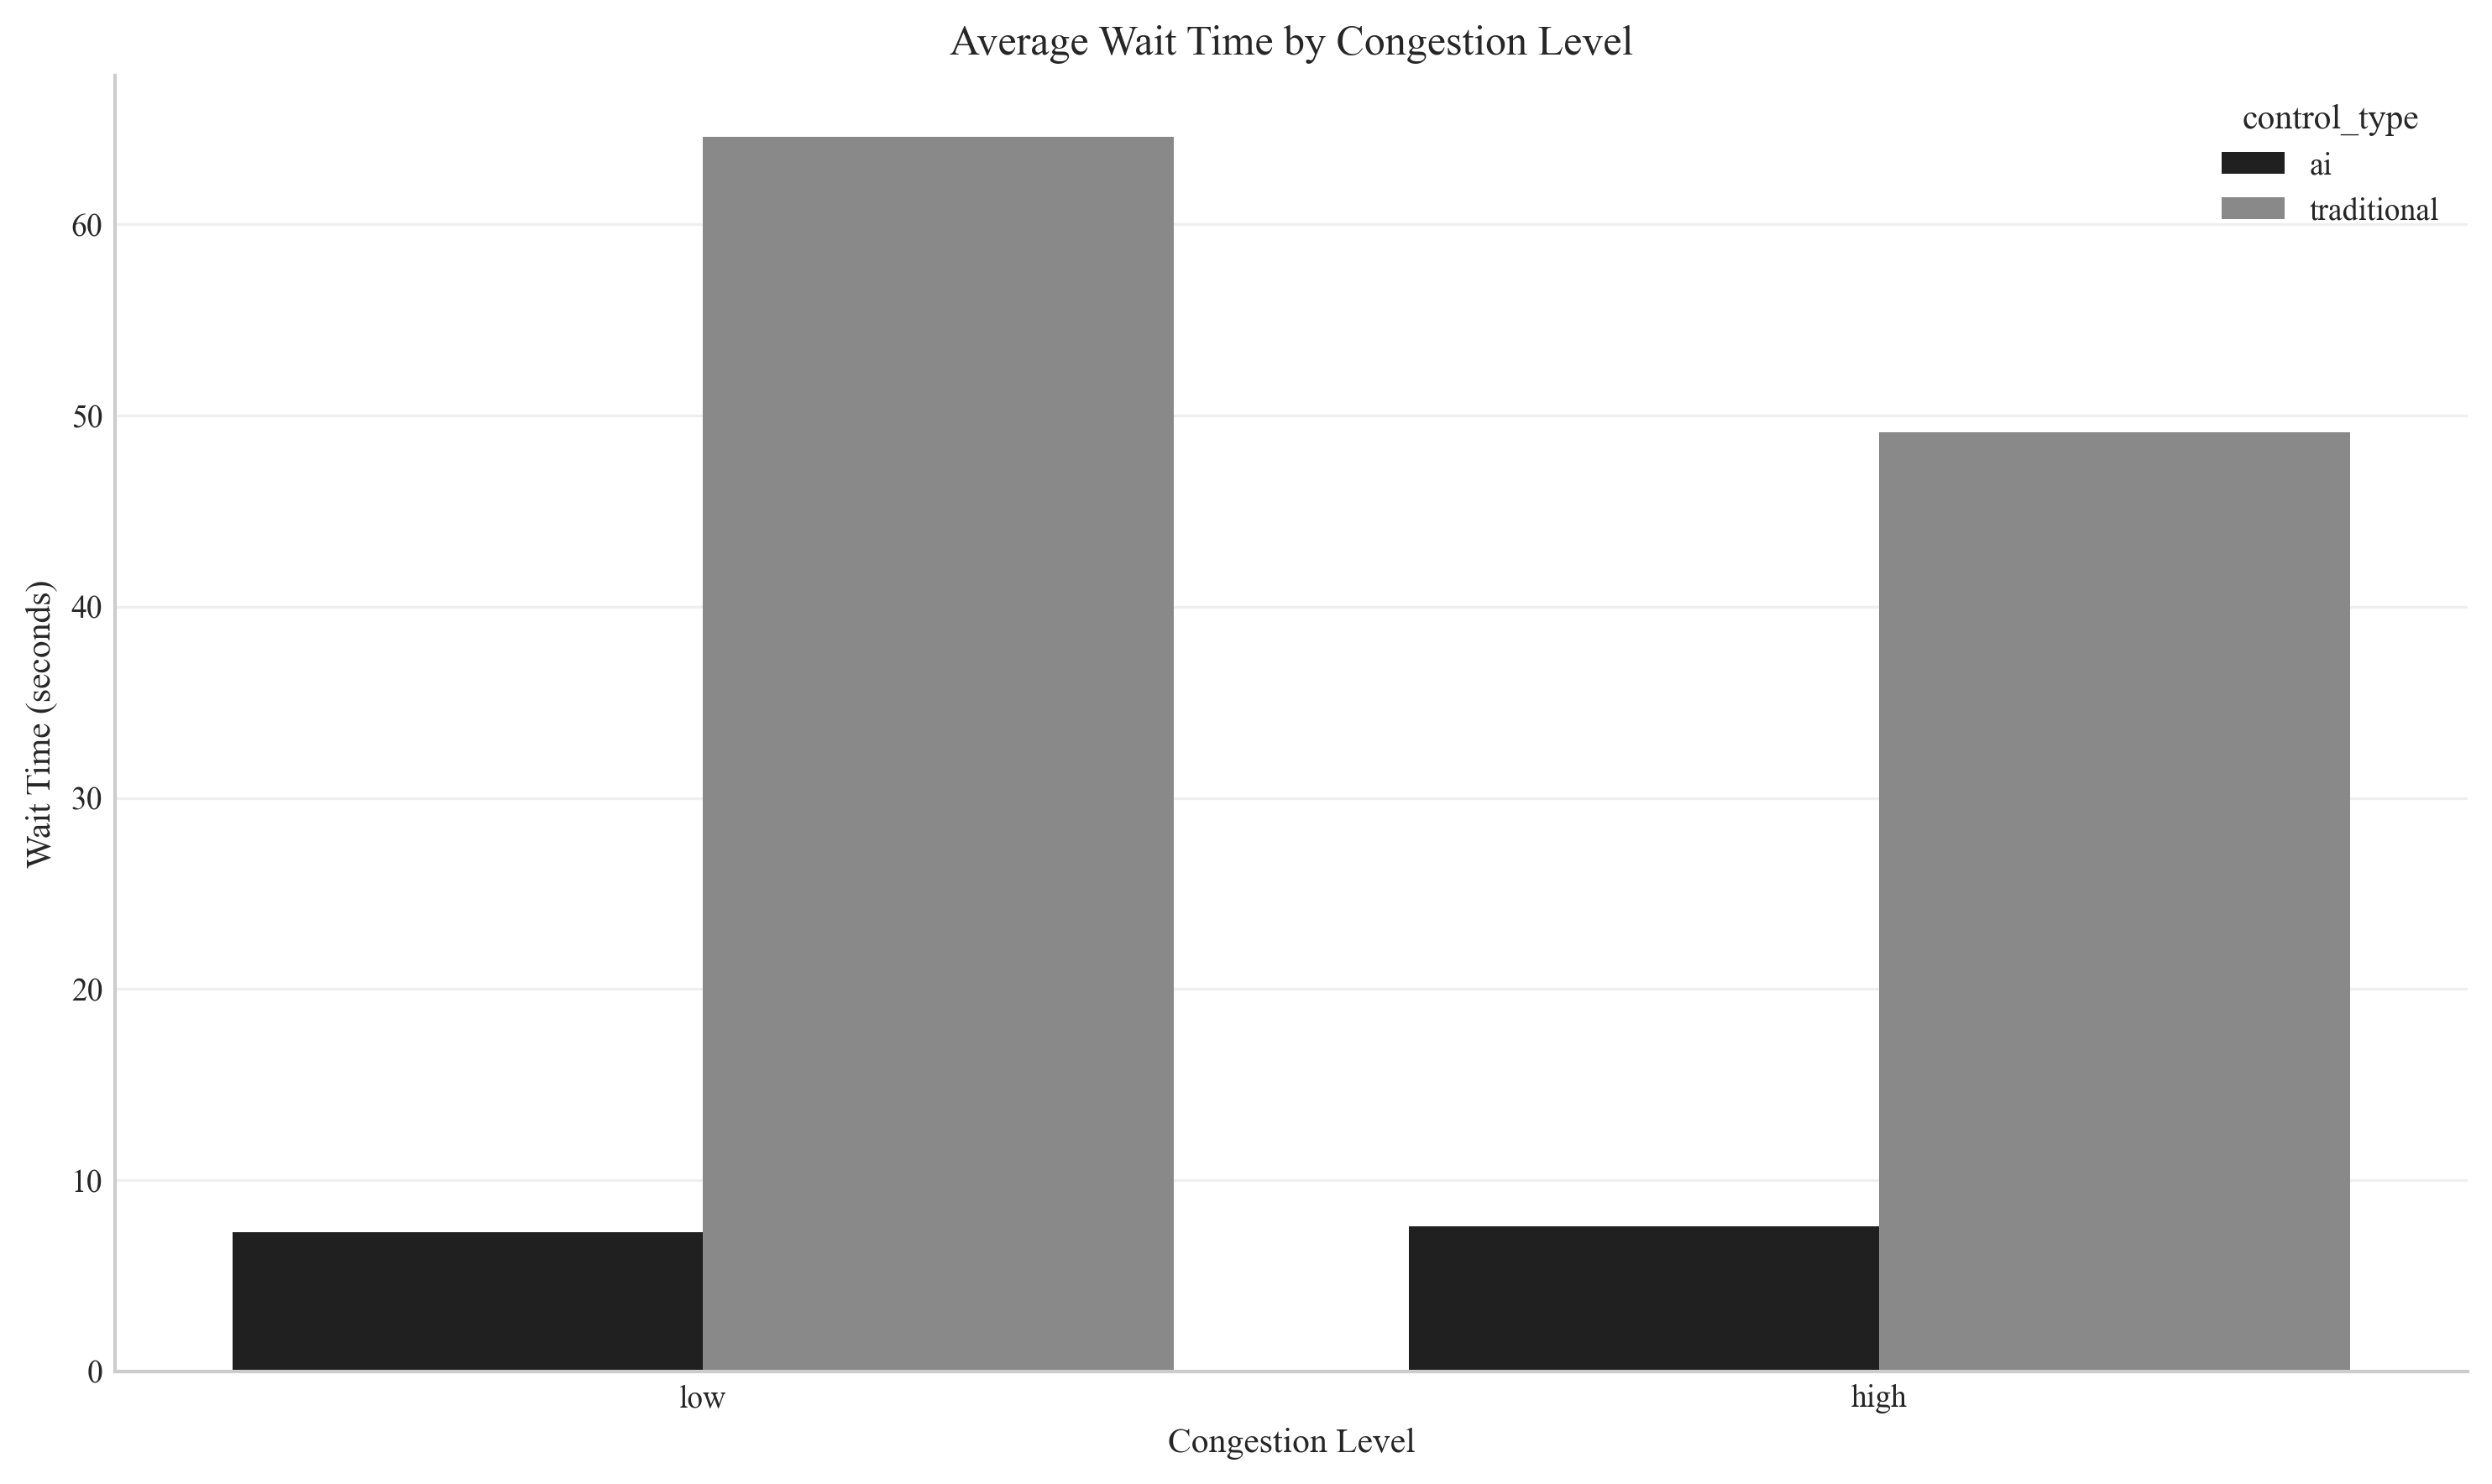 Average Wait Time by Congestion Level
control_type
ai
traditional
Wait Time (seconds)
60
50
40
30
20
10
0
low
high
Congestion Level